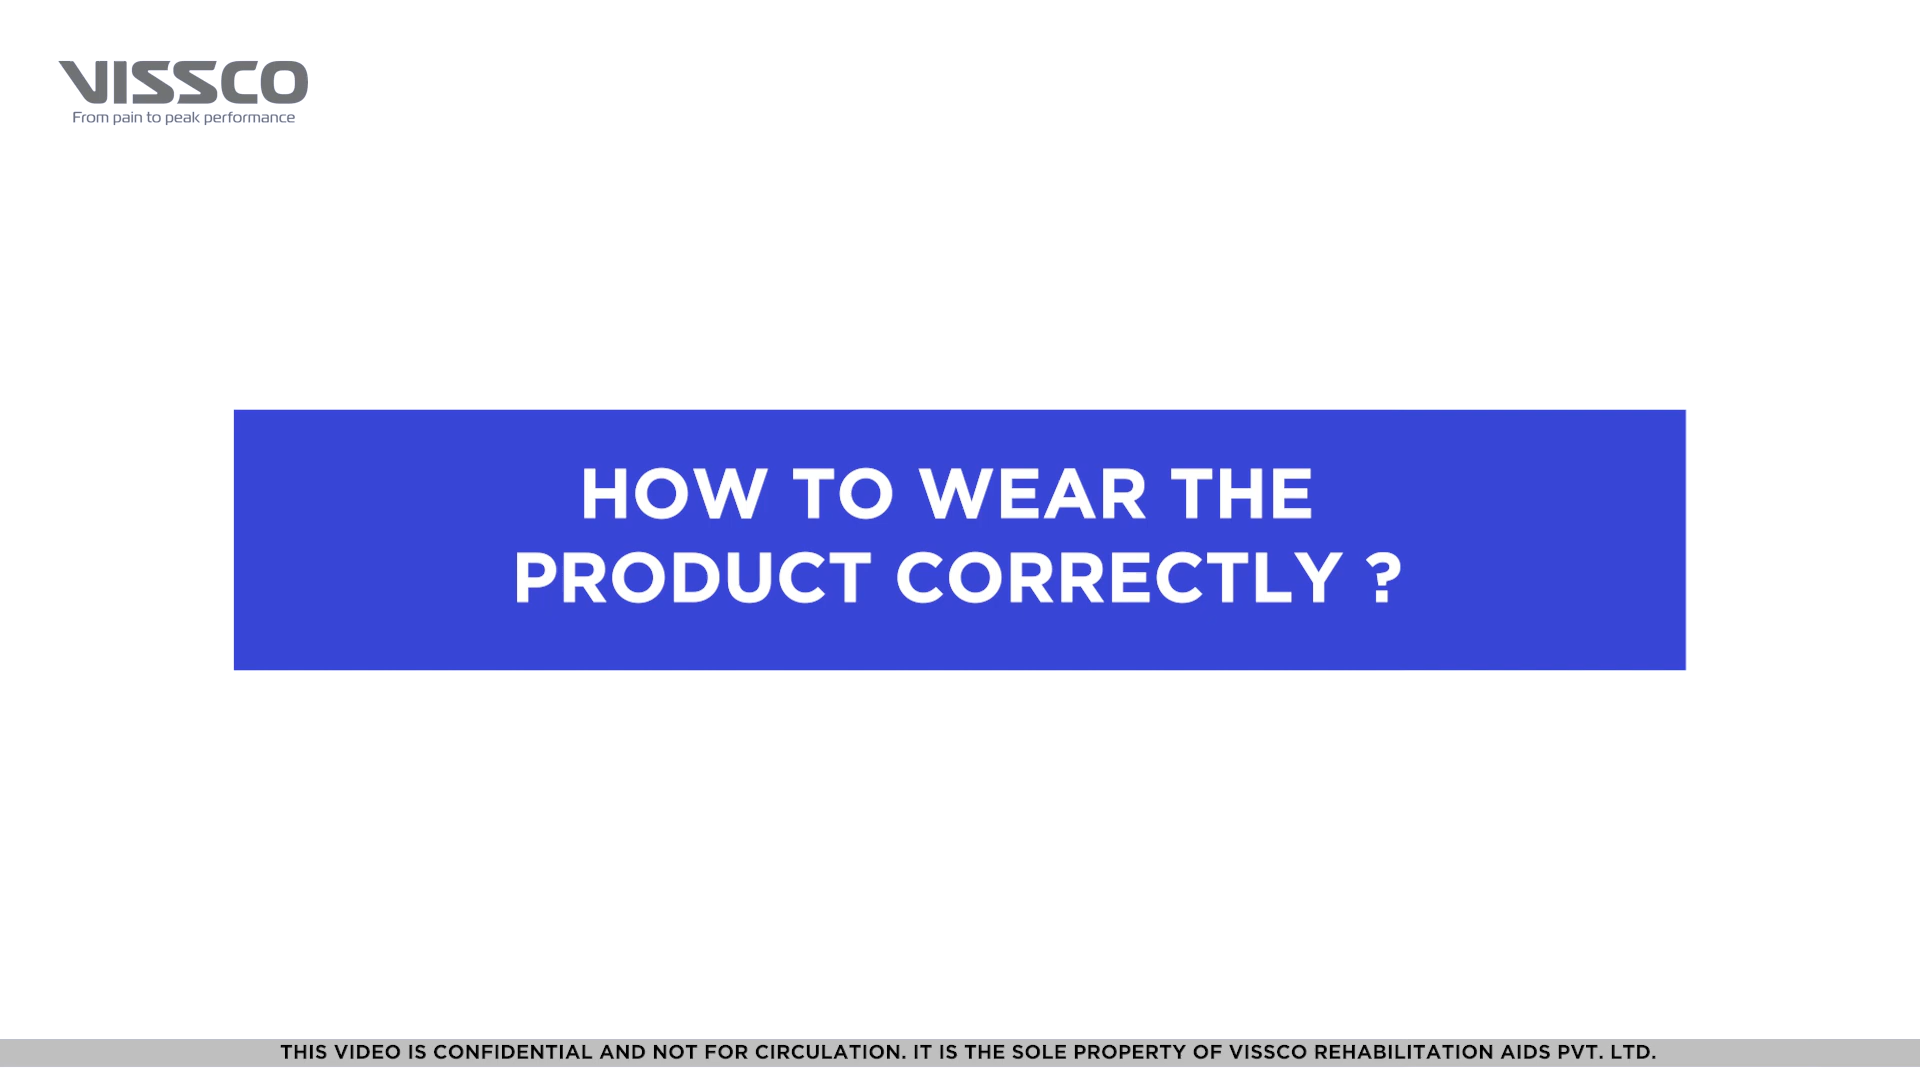 VISSCO
From pain to peak performance
HOW TO WEAR THE
PRODUCT CORRECTLY ?
THIS VIDEO IS CONFIDENTIAL AND NOT FOR CIRCULATION. IT IS THE SOLE PROPERTY OF VISSCO REHABILITATION AIDS PVT. LTD.